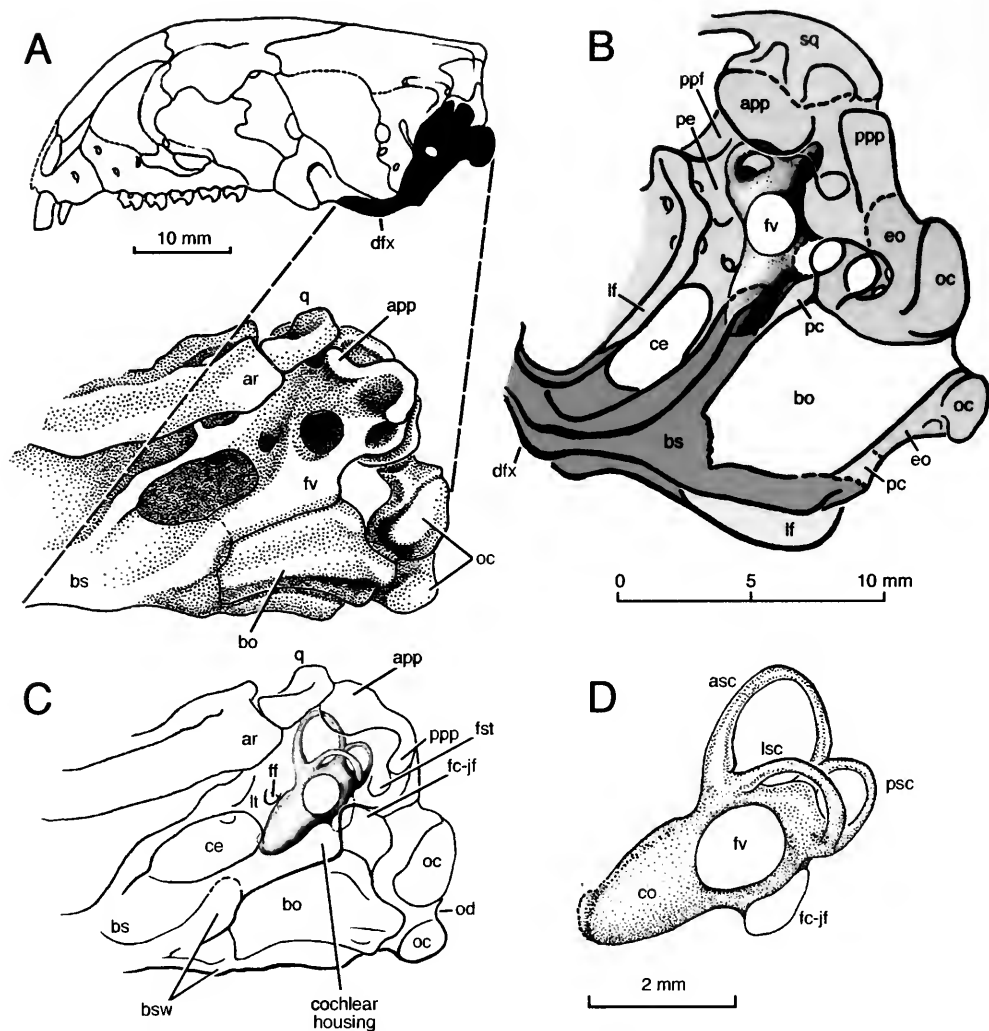 A
10 mm
dfx
q
app
ar
fv
bs
bo
oc
B
sq
ppf
app
pe
ppp
fv
eo
oc
lf
pc
ce
bo
bs
oc
eo
dfx
pc
lf
0 5 10 mm
C
q
app
ar
ppp
fst
fc-jf
ff
lt
ce
oc
bo
od
bs
oc
bsw
cochlear
housing
D
asc
lsc
psc
fv
co
fc-jf
2 mm